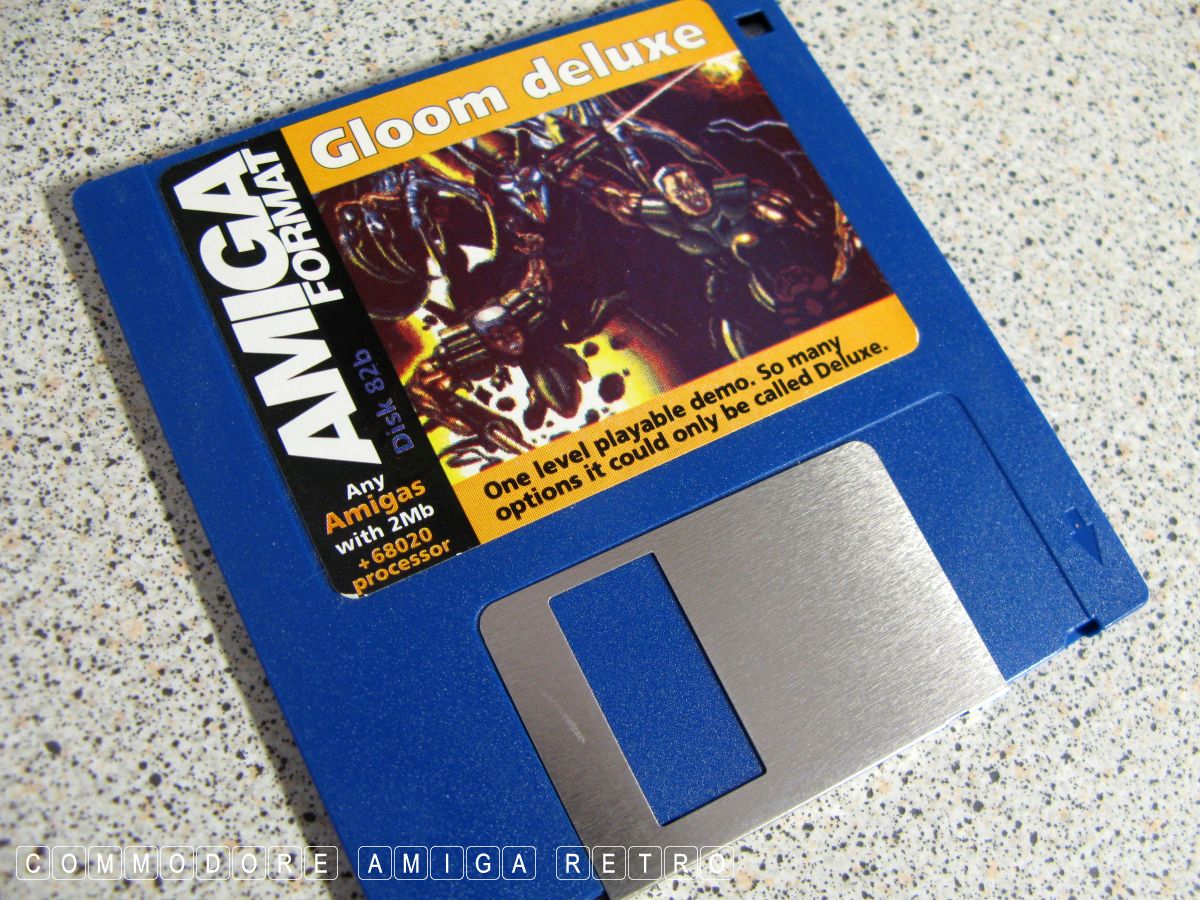 Gloom deluxe
AMIGA
FORMAT
Disk 82b
Any
Amigas
with 2Mb
+68020
processor
One level playable demo. So many
options it could only be called Deluxe.
COMMODORE AMIGA RETRO